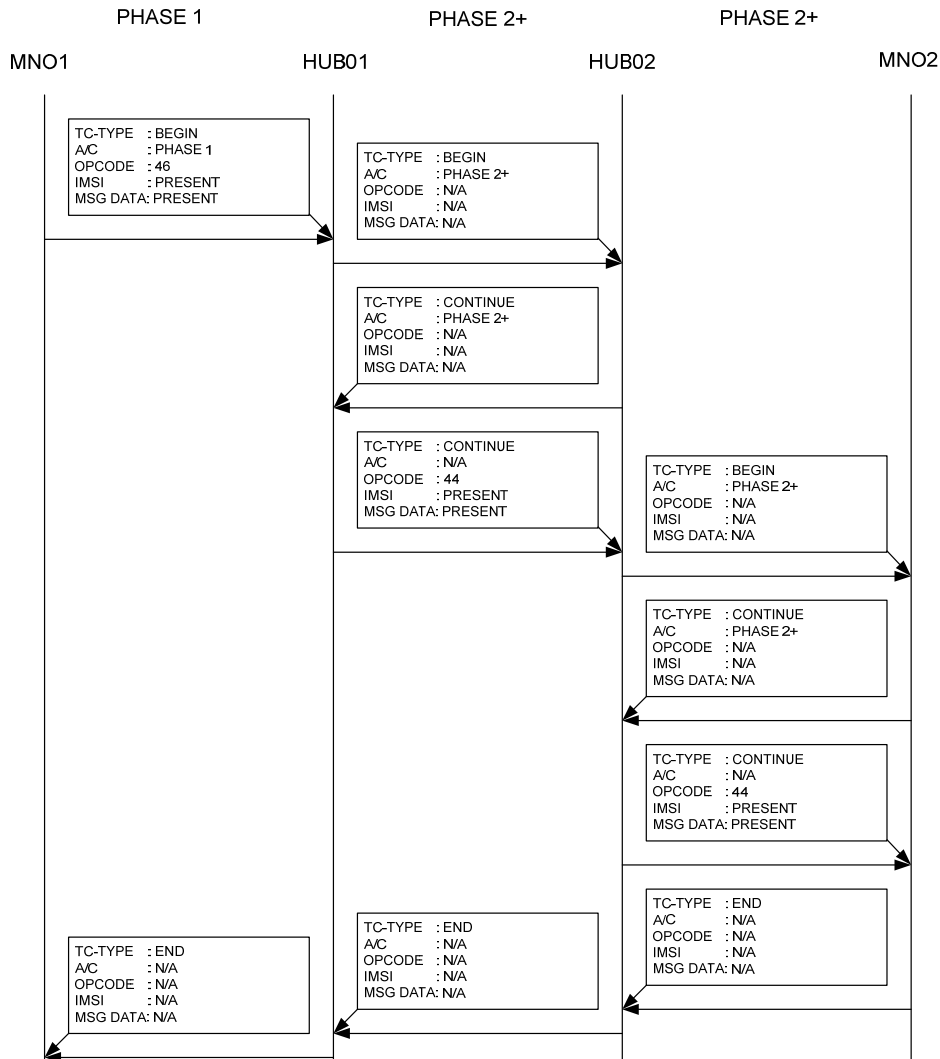 PHASE 1 PHASE 2+ PHASE 2+
MNO1 HUB01 HUB02 MNO2
TC-TYPE : BEGIN
A/C : PHASE 1
OPCODE : 46
IMSI : PRESENT
MSG DATA: PRESENT
TC-TYPE : BEGIN
A/C : PHASE 2+
OPCODE : N/A
IMSI : N/A
MSG DATA: N/A
TC-TYPE : CONTINUE
A/C : PHASE 2+
OPCODE : N/A
IMSI : N/A
MSG DATA: N/A
TC-TYPE : CONTINUE
A/C : N/A
OPCODE : 44
IMSI : PRESENT
MSG DATA: PRESENT
TC-TYPE : BEGIN
A/C : PHASE 2+
OPCODE : N/A
IMSI : N/A
MSG DATA: N/A
TC-TYPE : CONTINUE
A/C : PHASE 2+
OPCODE : N/A
IMSI : N/A
MSG DATA: N/A
TC-TYPE : CONTINUE
A/C : N/A
OPCODE : 44
IMSI : PRESENT
MSG DATA: PRESENT
TC-TYPE : END
A/C : N/A
OPCODE : N/A
IMSI : N/A
MSG DATA: N/A
TC-TYPE : END
A/C : N/A
OPCODE : N/A
IMSI : N/A
MSG DATA: N/A
TC-TYPE : END
A/C : N/A
OPCODE : N/A
IMSI : N/A
MSG DATA: N/A